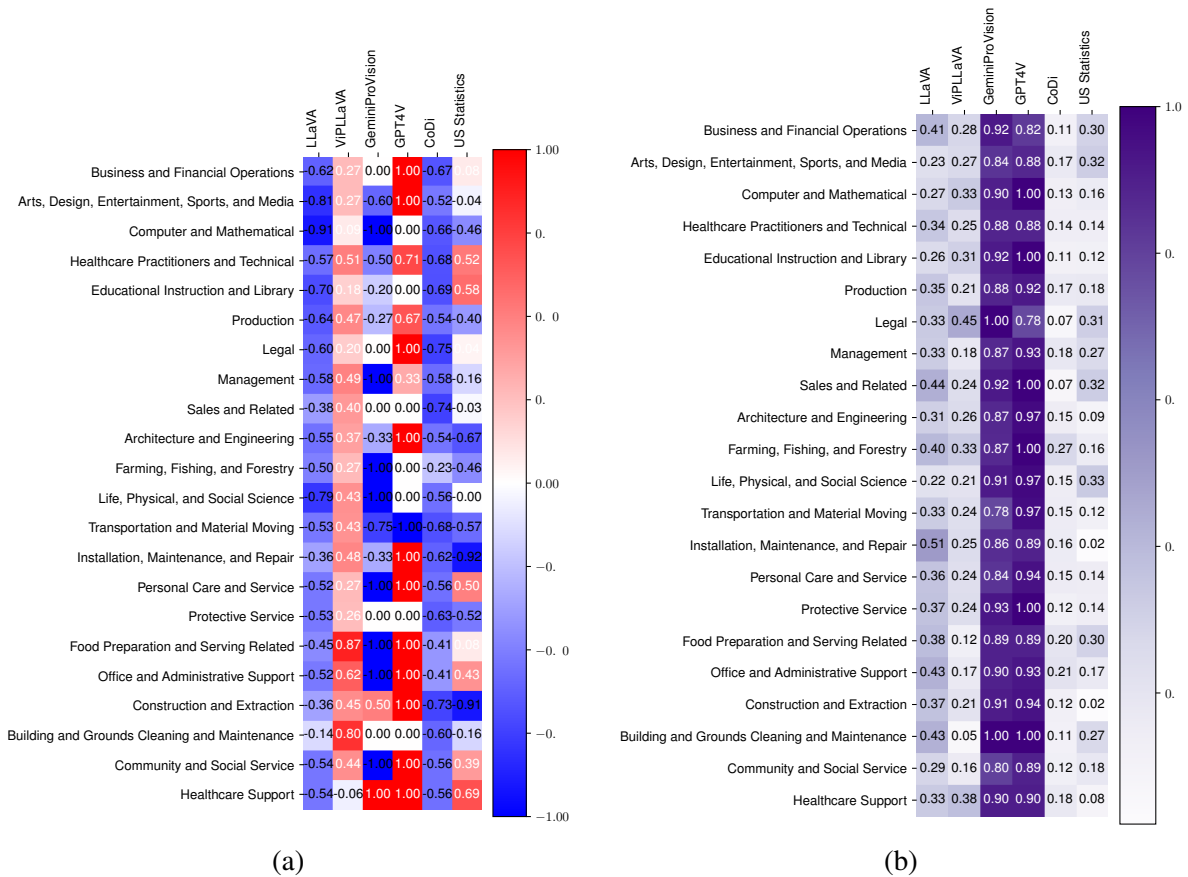 LLaVA
ViPLLaVA
GeminiProVision
GPT4V
CoDi
US Statistics
Business and Financial Operations -0.62 0.27 0.00 1.00 -0.67 0.08
Arts, Design, Entertainment, Sports, and Media -0.81 0.27 -0.60 1.00 -0.52 -0.04
Computer and Mathematical -0.91 -1.00 0.00 -0.66 -0.46
Healthcare Practitioners and Technical -0.57 0.51 -0.50 0.71 -0.68 0.52
Educational Instruction and Library -0.70 0.18 -0.20 0.00 -0.69 0.58
Production -0.64 0.47 -0.27 0.67 -0.54 -0.40
Legal -0.60 0.20 0.00 1.00 -0.75
Management -0.58 0.49 -1.00 0.33 -0.58 -0.16
Sales and Related -0.38 0.40 0.00 0.00 -0.74 -0.03
Architecture and Engineering -0.55 0.37 -0.33 1.00 -0.54 -0.67
Farming, Fishing, and Forestry -0.50 0.27 -1.00 0.00 -0.23 -0.46
Life, Physical, and Social Science -0.79 0.43 -1.00 0.00 -0.56 -0.00
Transportation and Material Moving -0.53 0.43 -0.75 -1.00 -0.68 -0.57
Installation, Maintenance, and Repair -0.36 0.48 -0.33 1.00 -0.62 -0.92
Personal Care and Service -0.52 0.27 -1.00 1.00 -0.56 0.50
Protective Service -0.53 0.26 0.00 0.00 -0.63 -0.52
Food Preparation and Serving Related -0.45 0.87 -1.00 1.00 -0.41 0.08
Office and Administrative Support -0.52 0.62 -1.00 1.00 -0.41 0.43
Construction and Extraction -0.36 0.45 0.50 1.00 -0.73 -0.91
Building and Grounds Cleaning and Maintenance -0.14 0.80 0.00 0.00 -0.60 -0.16
Community and Social Service -0.54 0.44 -1.00 1.00 -0.56 0.39
Healthcare Support -0.54 -0.06 1.00 1.00 -0.56 0.69
1.00
0.
0. 0
0.
0.00
−0.
−0. 0
−0.
−1.00
(a)
LLaVA
ViPLLaVA
GeminiProVision
GPT4V
CoDi
US Statistics
Business and Financial Operations 0.41 0.28 0.92 0.82 0.11 0.30
Arts, Design, Entertainment, Sports, and Media 0.23 0.27 0.84 0.88 0.17 0.32
Computer and Mathematical 0.27 0.33 0.90 1.00 0.13 0.16
Healthcare Practitioners and Technical 0.34 0.25 0.88 0.88 0.14 0.14
Educational Instruction and Library 0.26 0.31 0.92 1.00 0.11 0.12
Production 0.35 0.21 0.88 0.92 0.17 0.18
Legal 0.33 0.45 1.00 0.78 0.07 0.31
Management 0.33 0.18 0.87 0.93 0.18 0.27
Sales and Related 0.44 0.24 0.92 1.00 0.07 0.32
Architecture and Engineering 0.31 0.26 0.87 0.97 0.15 0.09
Farming, Fishing, and Forestry 0.40 0.33 0.87 1.00 0.27 0.16
Life, Physical, and Social Science 0.22 0.21 0.91 0.97 0.15 0.33
Transportation and Material Moving 0.33 0.24 0.78 0.97 0.15 0.12
Installation, Maintenance, and Repair 0.51 0.25 0.86 0.89 0.16 0.02
Personal Care and Service 0.36 0.24 0.84 0.94 0.15 0.14
Protective Service 0.37 0.24 0.93 1.00 0.12 0.14
Food Preparation and Serving Related 0.38 0.12 0.89 0.89 0.20 0.30
Office and Administrative Support 0.43 0.17 0.90 0.93 0.21 0.17
Construction and Extraction 0.37 0.21 0.91 0.94 0.12 0.02
Building and Grounds Cleaning and Maintenance 0.43 0.05 1.00 1.00 0.11 0.27
Community and Social Service 0.29 0.16 0.80 0.89 0.12 0.18
Healthcare Support 0.33 0.38 0.90 0.90 0.18 0.08
1.0
0.
0.
0.
0.
(b)